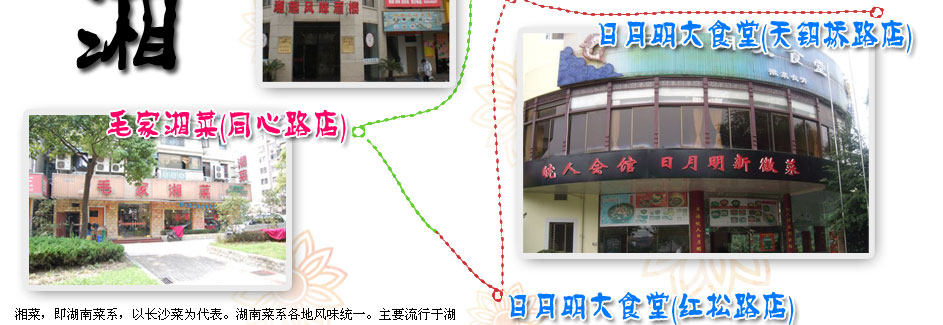 湘
日月明大食堂(天钥桥路店)
毛家湘菜(同心路店)
皖人会馆 日月明新徽菜
毛家湘菜
日月明大食堂(红松路店)
湘菜，即湖南菜系，以长沙菜为代表。湖南菜系各地风味统一。主要流行于湖